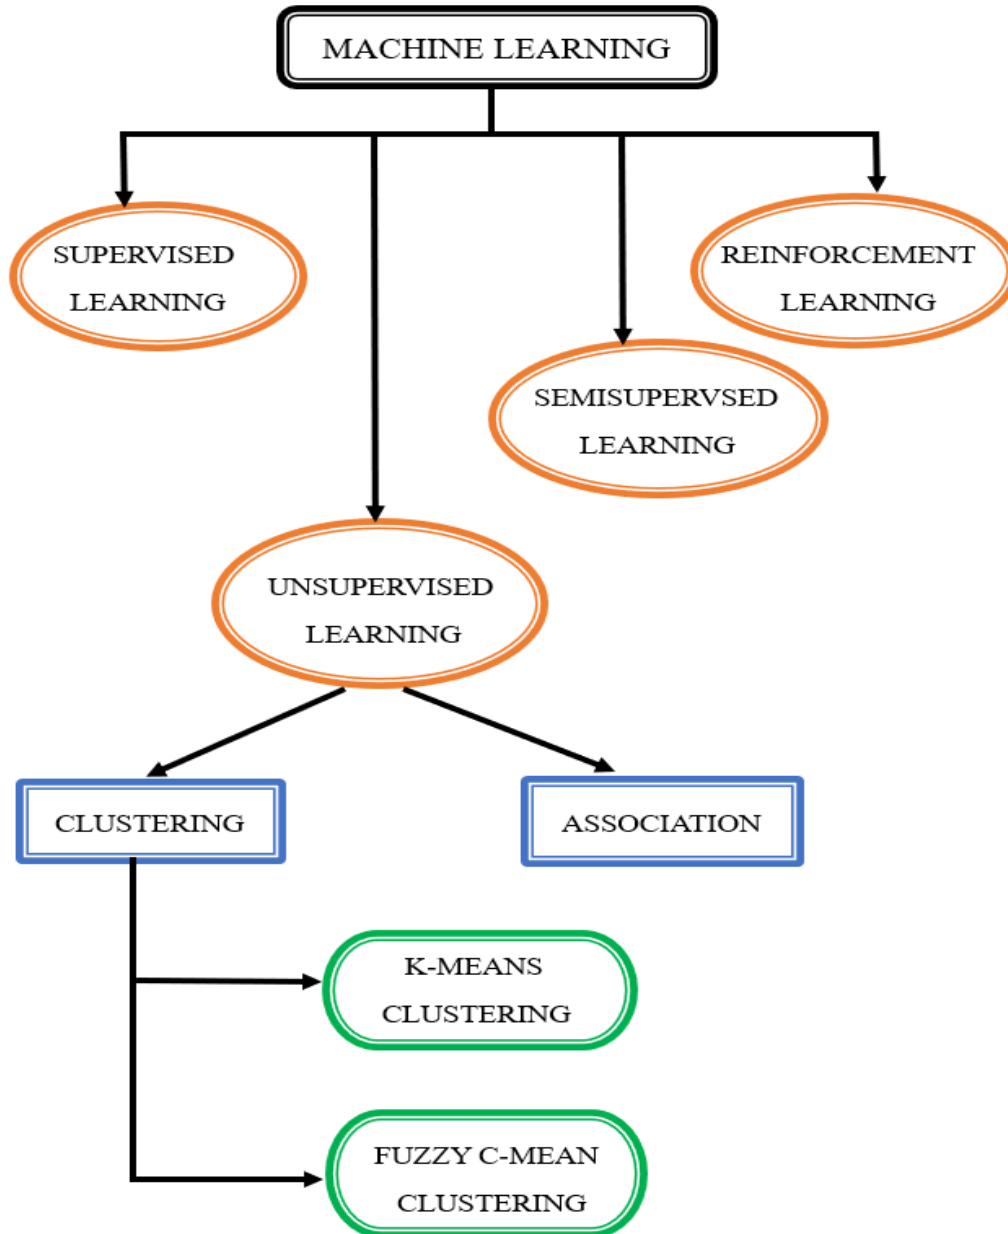 MACHINE LEARNING
SUPERVISED
LEARNING
REINFORCEMENT
LEARNING
SEMISUPERVSED
LEARNING
UNSUPERVISED
LEARNING
CLUSTERING
ASSOCIATION
K-MEANS
CLUSTERING
FUZZY C-MEAN
CLUSTERING